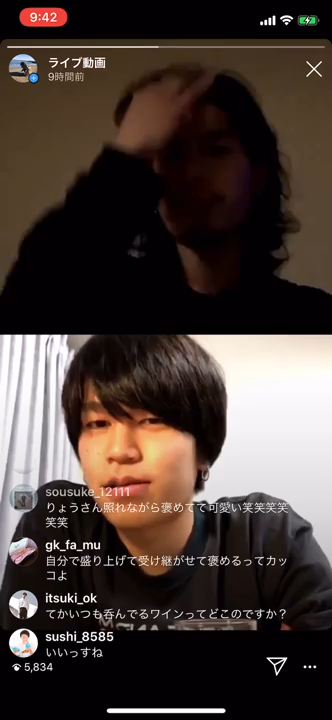 9:42
ライブ動画
9時間前
sousuke_12111
りょうさん照れながら褒めてて可愛い笑笑笑笑
笑笑
gk_fa_mu
自分で盛り上げて受け継がせて褒めるってカッ
コよ
itsuki_ok
てかいつも呑んでるワインってどこのですか？
sushi_8585
いいっすね
5,834